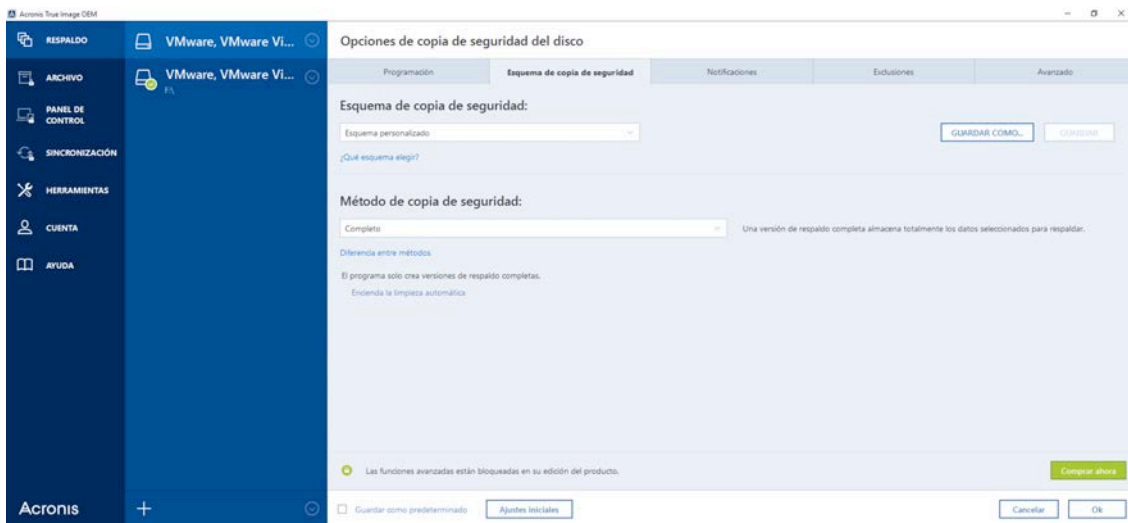 Acronis True Image OEM
RESPALDO
ARCHIVO
PANEL DE
CONTROL
SINCRONIZACIÓN
HERRAMIENTAS
CUENTA
AYUDA
Acronis
VMware, VMware Vi...
VMware, VMware Vi...
F:\
Opciones de copia de seguridad del disco
Programación
Esquema de copia de seguridad
Notificaciones
Exclusiones
Avanzado
Esquema de copia de seguridad:
Esquema personalizado
GUARDAR COMO...
GUARDAR
¿Qué esquema elegir?
Método de copia de seguridad:
Completo
Una versión de respaldo completa almacena totalmente los datos seleccionados para respaldar.
Diferencia entre métodos
El programa solo crea versiones de respaldo completas.
Encienda la limpieza automática
Las funciones avanzadas están bloqueadas en su edición del producto.
Comprar ahora
Guardar como predeterminado
Ajustes iniciales
Cancelar
Ok